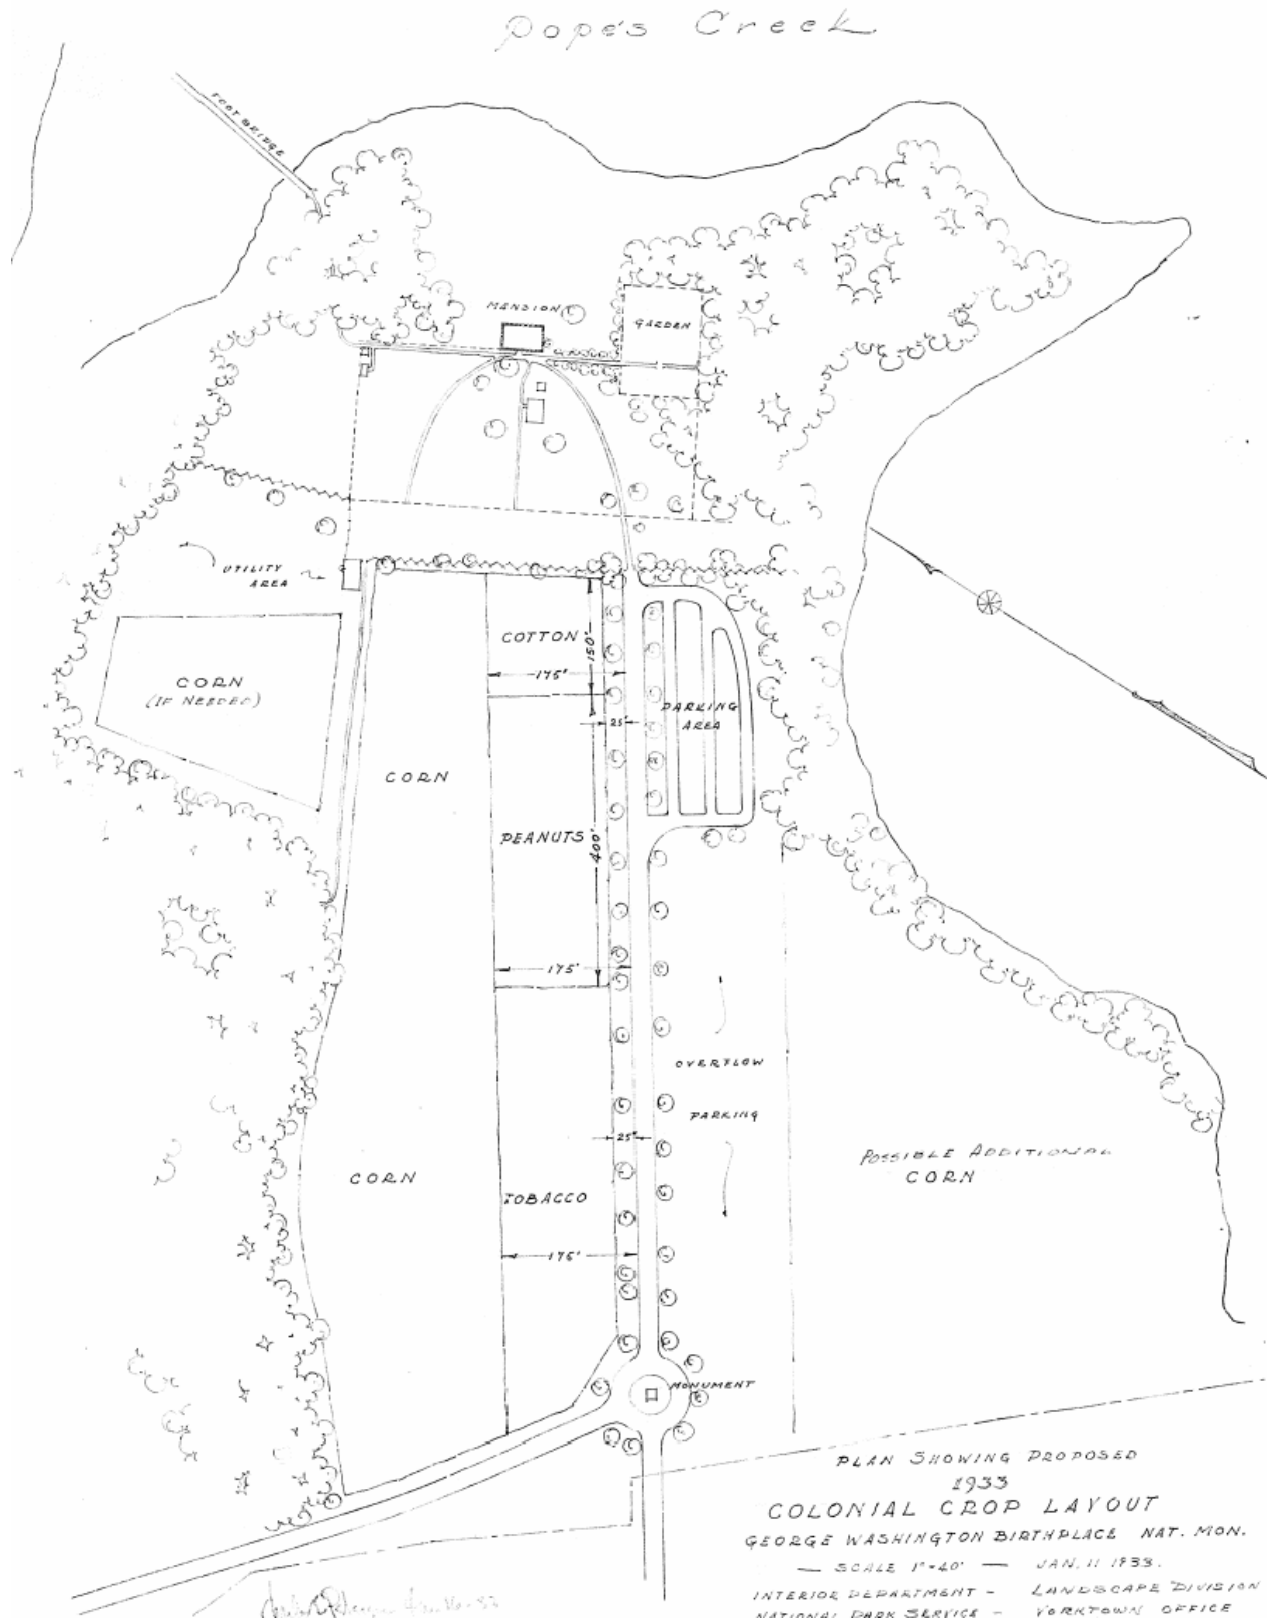 Pope's Creek
FOOT BRIDGE
MANSION
GARDEN
UTILITY
AREA
COTTON
150'
175'
CORN
(IF NEEDED)
PARKING
AREA
25'
CORN
PEANUTS
400'
175'
OVERFLOW
PARKING
25'
POSSIBLE ADDITIONAL
CORN
CORN
TOBACCO
175'
MONUMENT
PLAN SHOWING PROPOSED
1933
COLONIAL CROP LAYOUT
GEORGE WASHINGTON BIRTHPLACE NAT. MON.
— SCALE 1"=40' — JAN. 11 1933.
INTERIOR DEPARTMENT - LANDSCAPE DIVISION
NATIONAL PARK SERVICE - YORKTOWN OFFICE